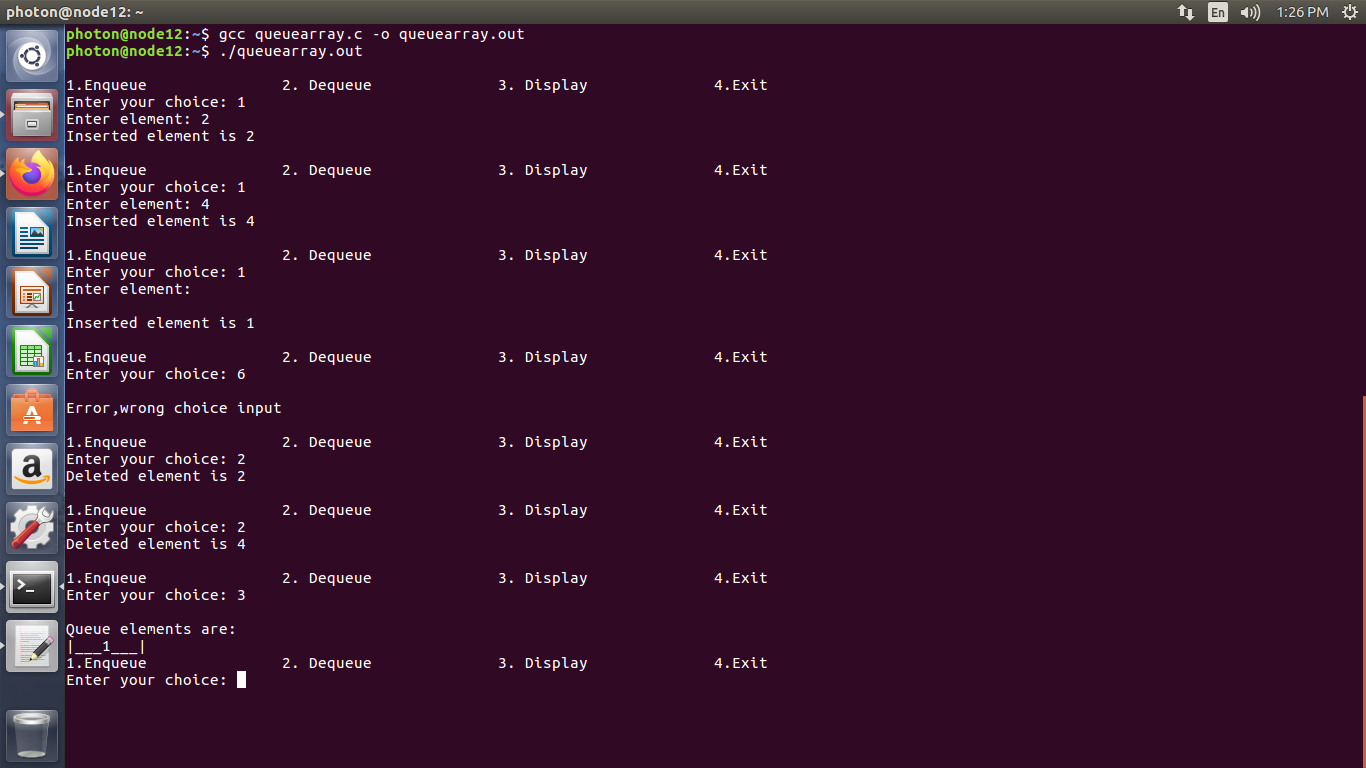 photon@node12: ~
En
1:26 PM
photon@node12:~$ gcc queuearray.c -o queuearray.out
photon@node12:~$ ./queuearray.out
1.Enqueue 2. Dequeue 3. Display 4.Exit
Enter your choice: 1
Enter element: 2
Inserted element is 2
1.Enqueue 2. Dequeue 3. Display 4.Exit
Enter your choice: 1
Enter element: 4
Inserted element is 4
1.Enqueue 2. Dequeue 3. Display 4.Exit
Enter your choice: 1
Enter element:
1
Inserted element is 1
1.Enqueue 2. Dequeue 3. Display 4.Exit
Enter your choice: 6
Error,wrong choice input
1.Enqueue 2. Dequeue 3. Display 4.Exit
Enter your choice: 2
Deleted element is 2
1.Enqueue 2. Dequeue 3. Display 4.Exit
Enter your choice: 2
Deleted element is 4
1.Enqueue 2. Dequeue 3. Display 4.Exit
Enter your choice: 3
Queue elements are:
|___1___|
1.Enqueue 2. Dequeue 3. Display 4.Exit
Enter your choice: